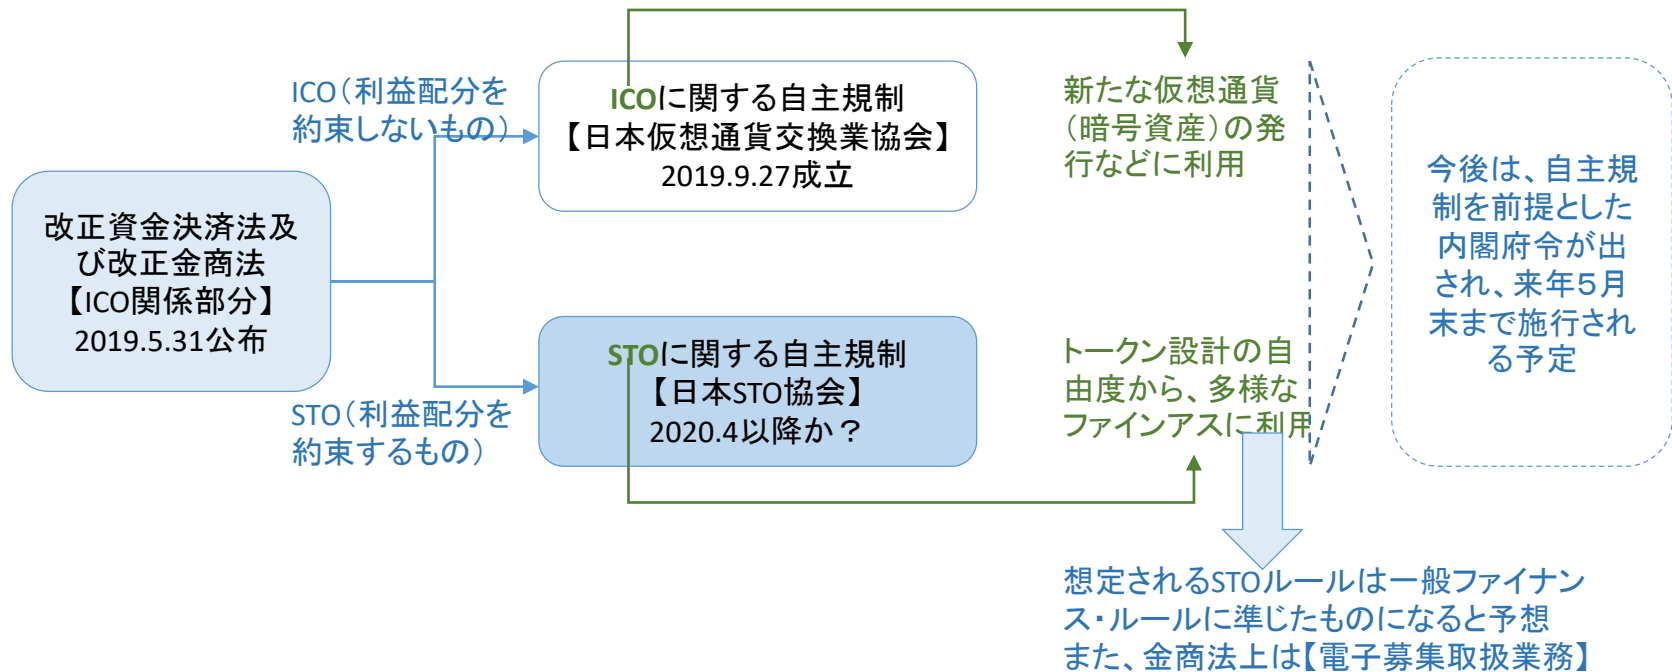 改正資金決済法及
び改正金商法
【ICO関係部分】
2019.5.31公布
ICO（利益配分を
約束しないもの）
ICOに関する自主規制
【日本仮想通貨交換業協会】
2019.9.27成立
新たな仮想通貨
（暗号資産）の発
行などに利用
STO（利益配分を
約束するもの）
STOに関する自主規制
【日本STO協会】
2020.4以降か？
トークン設計の自
由度から、多様な
ファインアスに利用
今後は、自主規
制を前提とした
内閣府令が出
され、来年５月
末まで施行され
る予定
想定されるSTOルールは一般ファイナン
ス・ルールに準じたものになると予想
また、金商法上は【電子募集取扱業務】